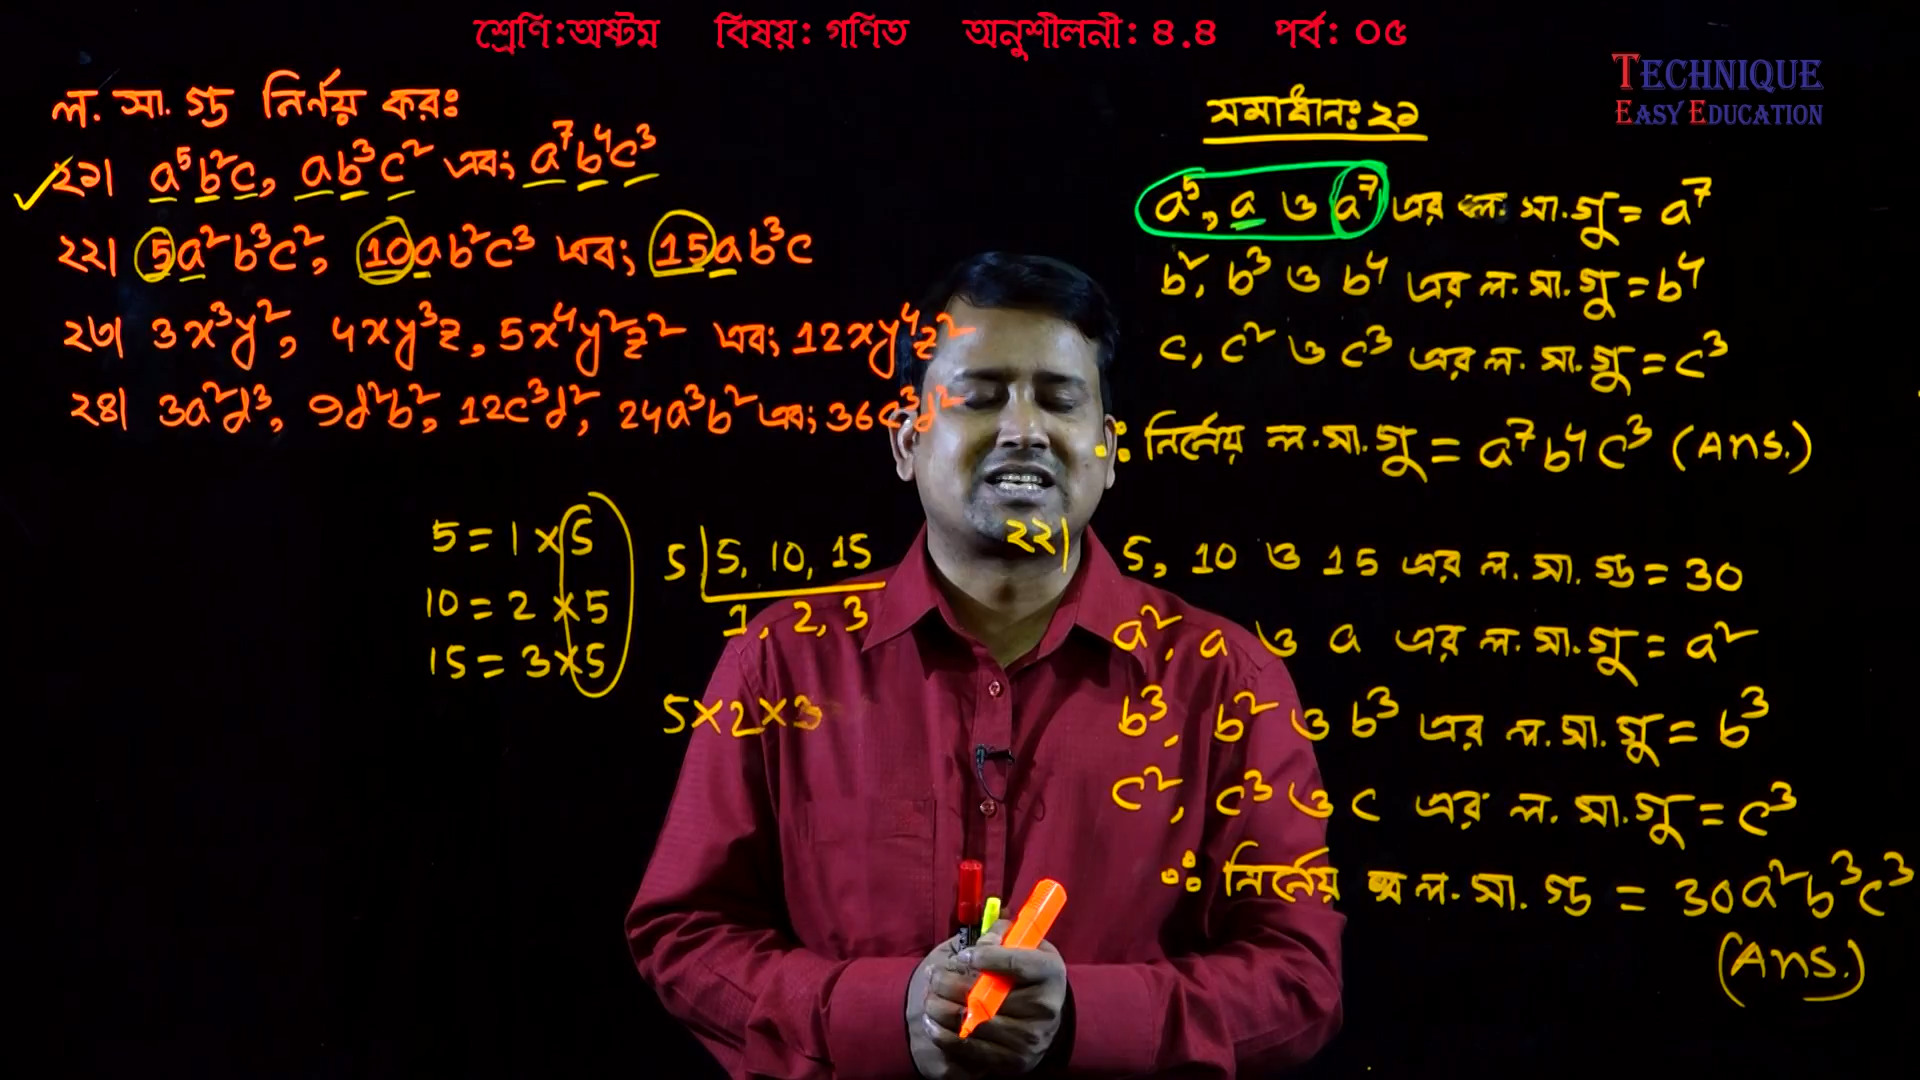 শ্রেণি:অষ্টম বিষয়: গণিত অনুশীলনী: ৪.৪ পর্ব: ০৫
TECHNIQUE
EASY EDUCATION
ল. সা. গু নির্ণয় করঃ
২১। a⁵b²c, ab³c² এবং a⁷b⁴c³
২২। 5a²b³c², 10ab²c³ এবং 15ab³c
২৩। 3x³y², 4xy³z, 5x⁴y²z² এবং 12xy⁴z²
২৪। 3a²d³, 9d²b², 12c³d², 24a³b² এবং 36c³d²
5 = 1 × 5
10 = 2 × 5
15 = 3 × 5
5 | 5, 10, 15
1, 2, 3
5 × 2 × 3
সমাধানঃ ২১
a⁵, a ও a⁷ এর ল. সা. গু = a⁷
b², b³ ও b⁴ এর ল. সা. গু = b⁴
c, c² ও c³ এর ল. সা. গু = c³
∴ নির্নেয় ল. সা. গু = a⁷b⁴c³ (Ans.)
২২। 5, 10 ও 15 এর ল. সা. গু = 30
a², a ও a এর ল. সা. গু = a²
b³, b² ও b³ এর ল. সা. গু = b³
c², c³ ও c এর ল. সা. গু = c³
∴ নির্নেয় ল. সা. গু = 30a²b³c³
(Ans.)